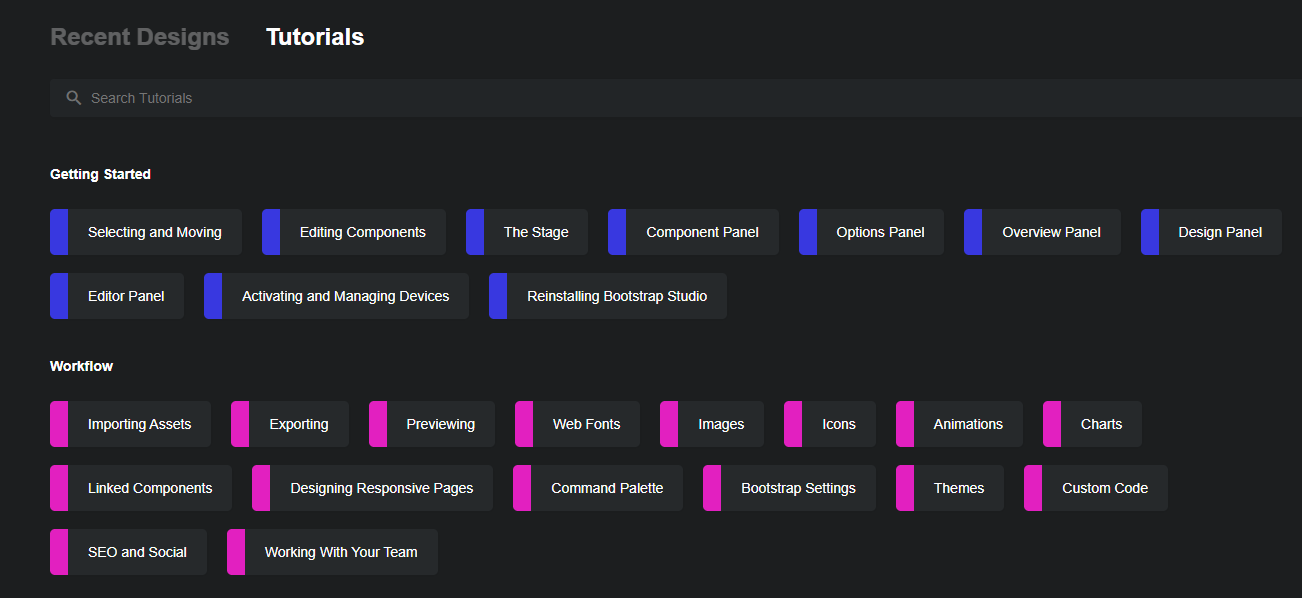 Recent Designs Tutorials
Search Tutorials
Getting Started
Selecting and Moving Editing Components The Stage Component Panel Options Panel Overview Panel Design Panel
Editor Panel Activating and Managing Devices Reinstalling Bootstrap Studio
Workflow
Importing Assets Exporting Previewing Web Fonts Images Icons Animations Charts
Linked Components Designing Responsive Pages Command Palette Bootstrap Settings Themes Custom Code
SEO and Social Working With Your Team